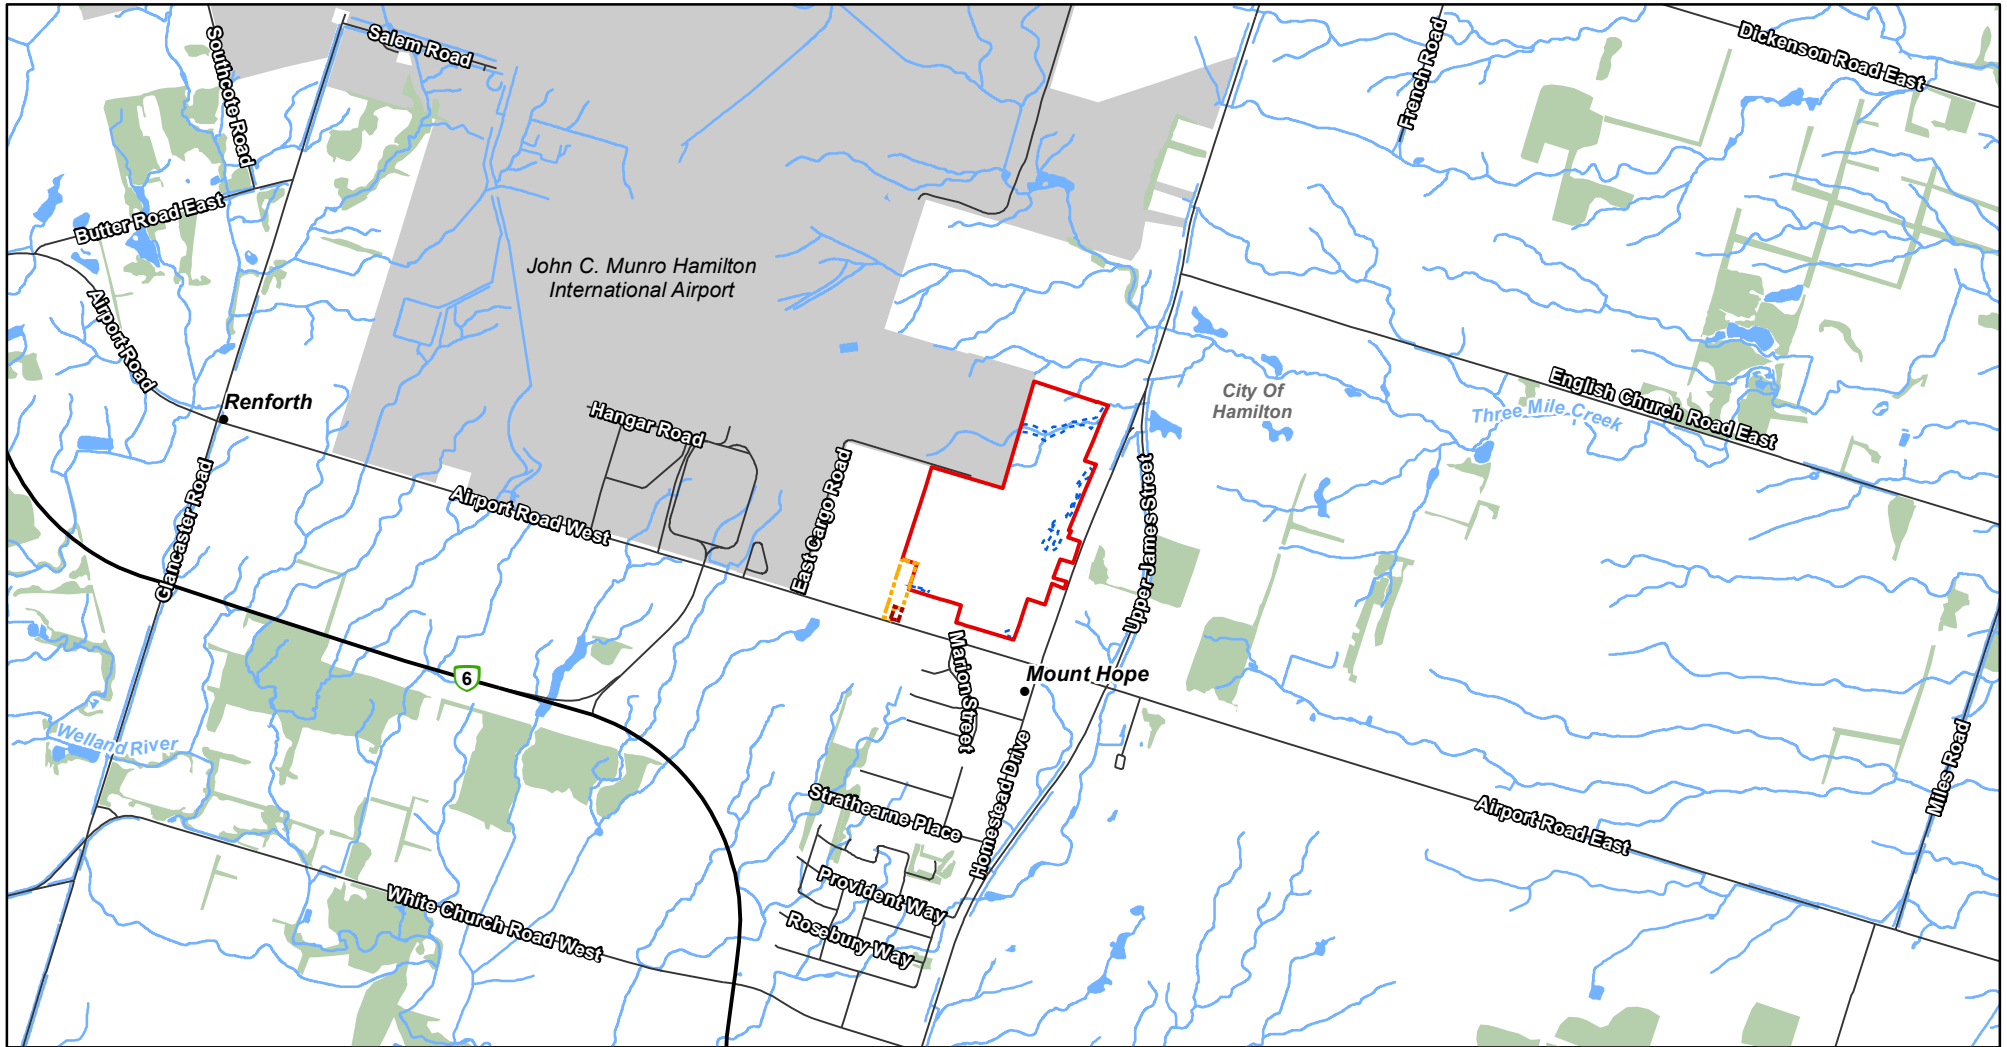 Southcote Road
Salem Road
French Road
Dickenson Road East
Butter Road East
John C. Munro Hamilton
International Airport
Airport Road
Renforth
Hangar Road
City Of
Hamilton
English Church Road East
Three Mile Creek
Glancaster Road
Airport Road West
East Cargo Road
Upper James Street
6
Marion Street
Mount Hope
Welland River
Miles Road
Strathearne Place
Homestead Drive
Airport Road East
Provident Way
White Church Road West
Rosebury Way